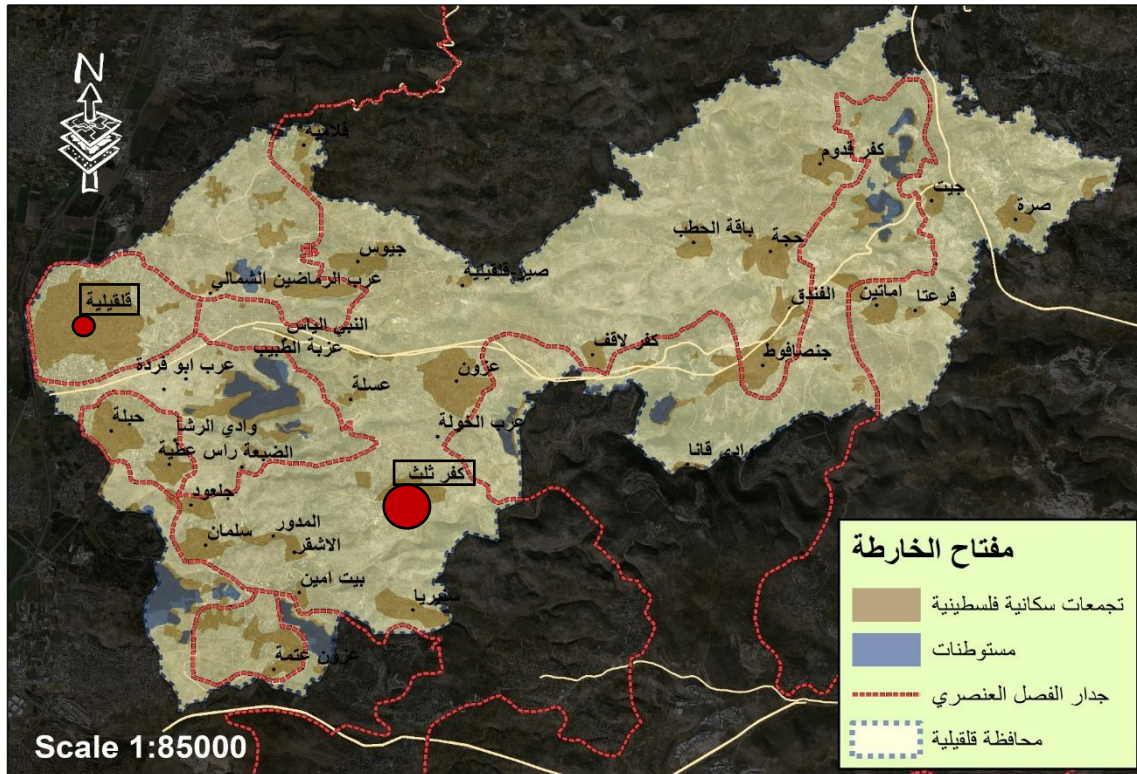 N
فلامية
كفر قدوم
جيت
صرة
باقة الحطب
حجة
جيوس
صير-قلقيلية
عرب الرماضين الشمالي
قلقيلية
الفندق
اماتين
فرعتا
النبي الياس
عزبة الطبيب
كفر لاقف
جنصافوط
عرب ابو فردة
عزون
عسلة
حبلة
وادي الرشا
عرب الخولة
الضبعة
راس عطية
كفر ثلث
وادي قانا
جلعود
المدور
سلمان
الاشقر
بيت امين
سنيريا
عزون عتمة
مفتاح الخارطة
تجمعات سكانية فلسطينية
مستوطنات
جدار الفصل العنصري
محافظة قلقيلية
Scale 1:85000